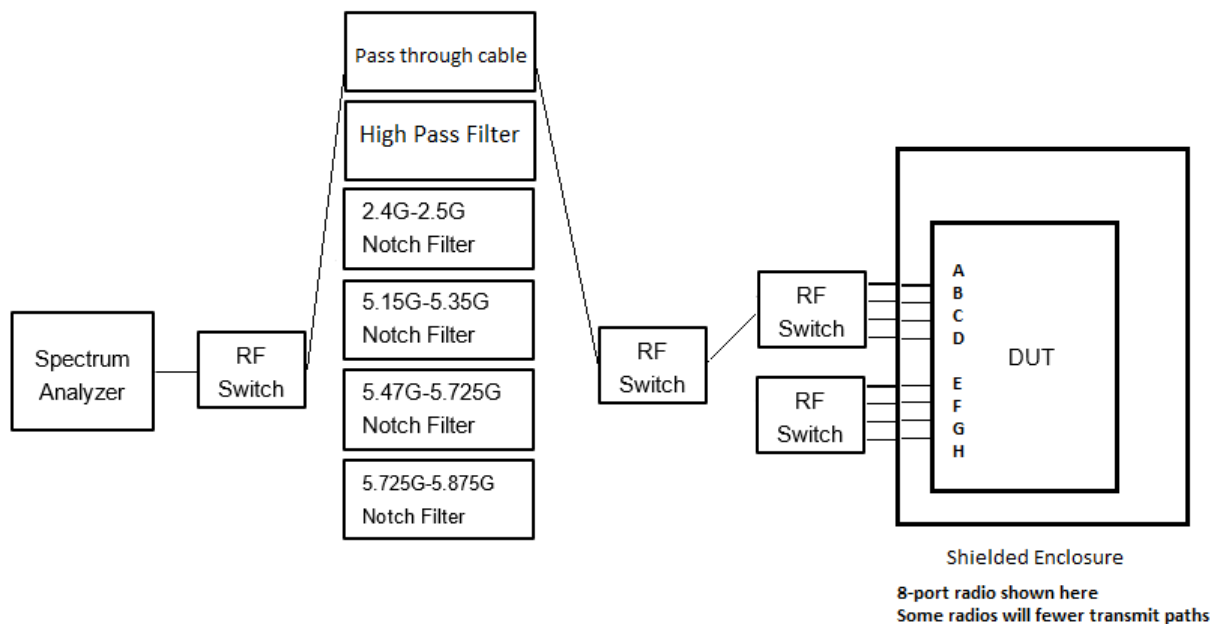 Pass through cable
High Pass Filter
2.4G-2.5G
Notch Filter
5.15G-5.35G
Notch Filter
5.47G-5.725G
Notch Filter
5.725G-5.875G
Notch Filter
Spectrum
Analyzer
RF
Switch
RF
Switch
RF
Switch
RF
Switch
A
B
C
D
E
F
G
H
DUT
Shielded Enclosure
8-port radio shown here
Some radios will fewer transmit paths